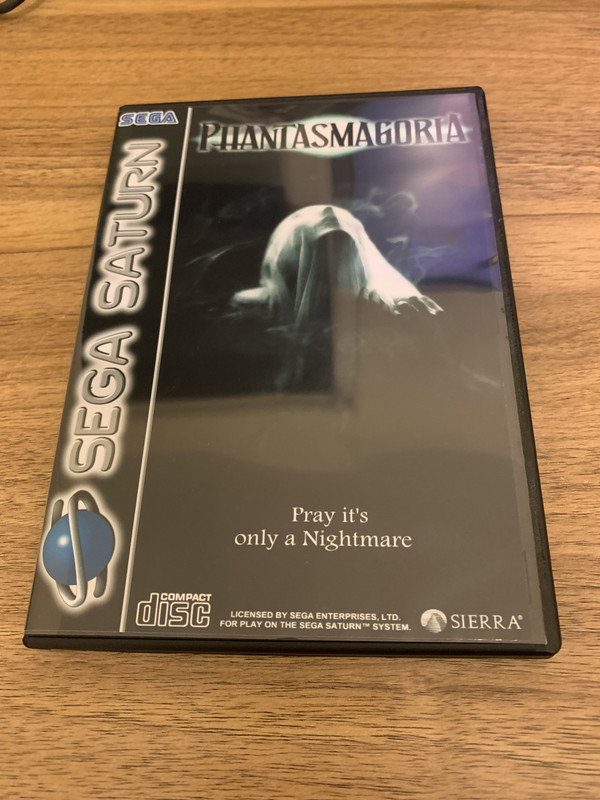 SEGA
SEGA SATURN
PHANTASMAGORIA
Pray it's
only a Nightmare
COMPACT
disc
LICENSED BY SEGA ENTERPRISES, LTD.
FOR PLAY ON THE SEGA SATURN™ SYSTEM.
SIERRA®